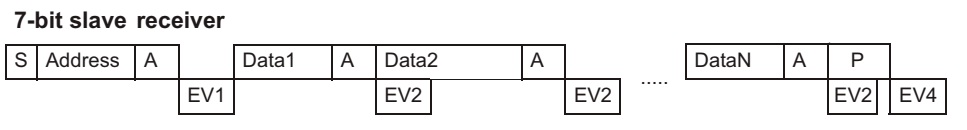 7-bit slave receiver
S Address A Data1 A Data2 A ..... DataN A P
EV1 EV2 EV2 EV2 EV4